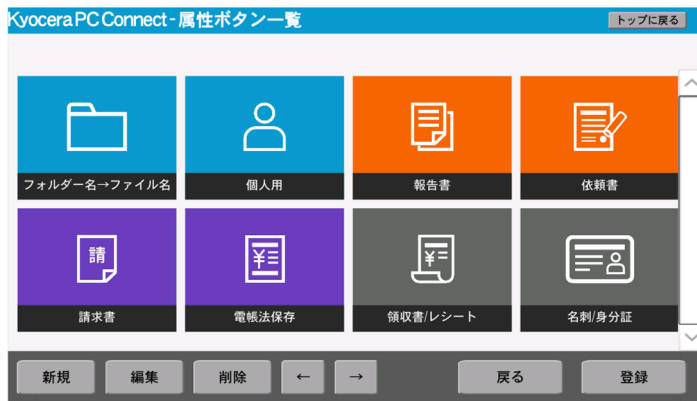 Kyocera PC Connect - 属性ボタン一覧
トップに戻る
フォルダー名→ファイル名
個人用
報告書
依頼書
請
¥
¥
請求書
電帳法保存
領収書/レシート
名刺/身分証
新規
編集
削除
←
→
戻る
登録